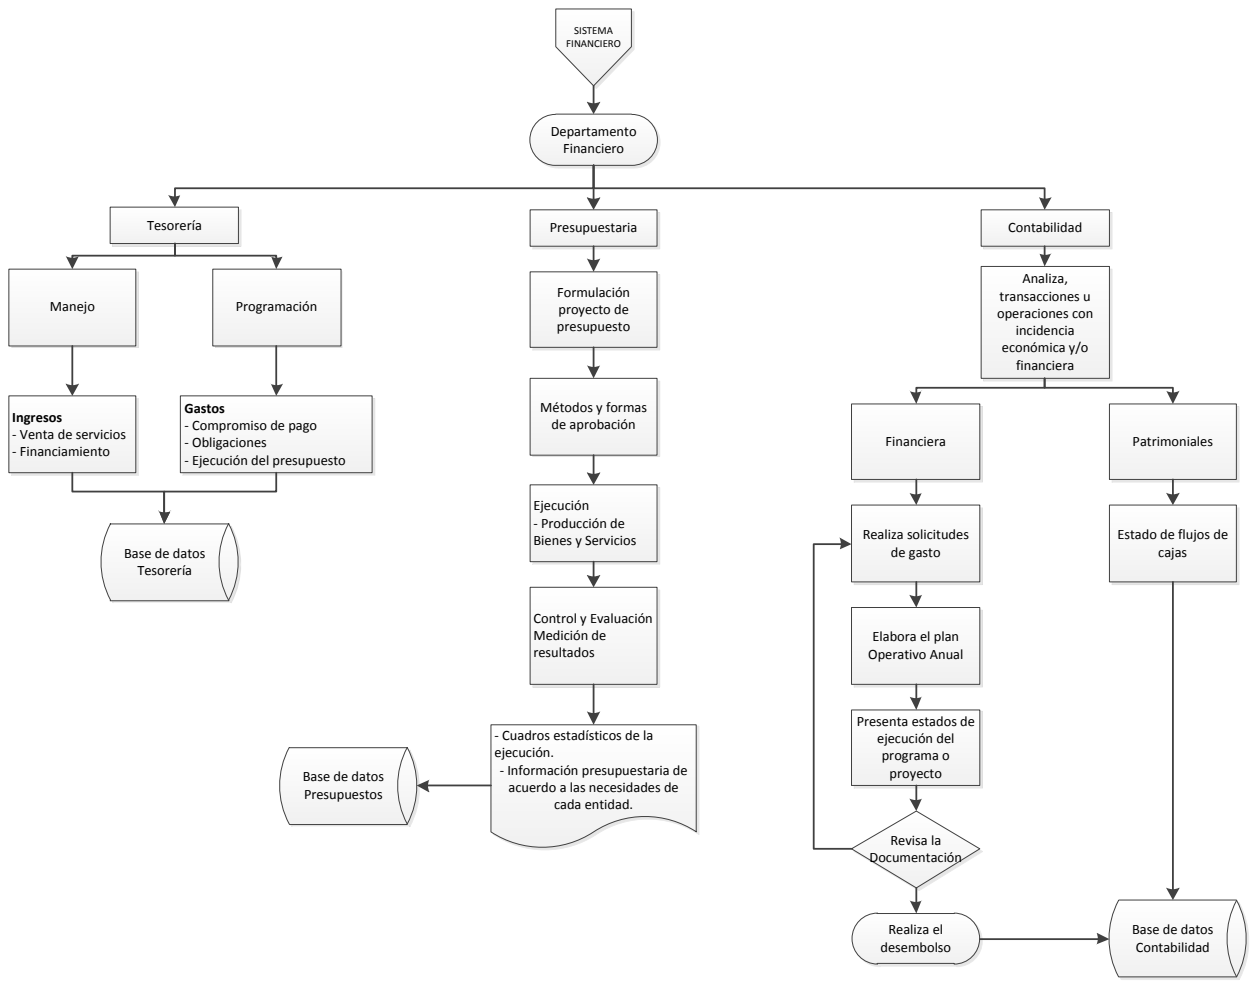 SISTEMA
FINANCIERO
Departamento
Financiero
Tesorería
Presupuestaria
Contabilidad
Manejo
Programación
Formulación
proyecto de
presupuesto
Analiza,
transacciones u
operaciones con
incidencia
económica y/o
financiera
Ingresos
- Venta de servicios
- Financiamiento
Gastos
- Compromiso de pago
- Obligaciones
- Ejecución del presupuesto
Métodos y formas
de aprobación
Financiera
Patrimoniales
Base de datos
Tesorería
Ejecución
- Producción de
Bienes y Servicios
Realiza solicitudes
de gasto
Estado de flujos de
cajas
Control y Evaluación
Medición de
resultados
Elabora el plan
Operativo Anual
Presenta estados de
ejecución del
programa o
proyecto
Base de datos
Presupuestos
- Cuadros estadísticos de la
ejecución.
- Información presupuestaria de
acuerdo a las necesidades de
cada entidad.
Revisa la
Documentación
Realiza el
desembolso
Base de datos
Contabilidad